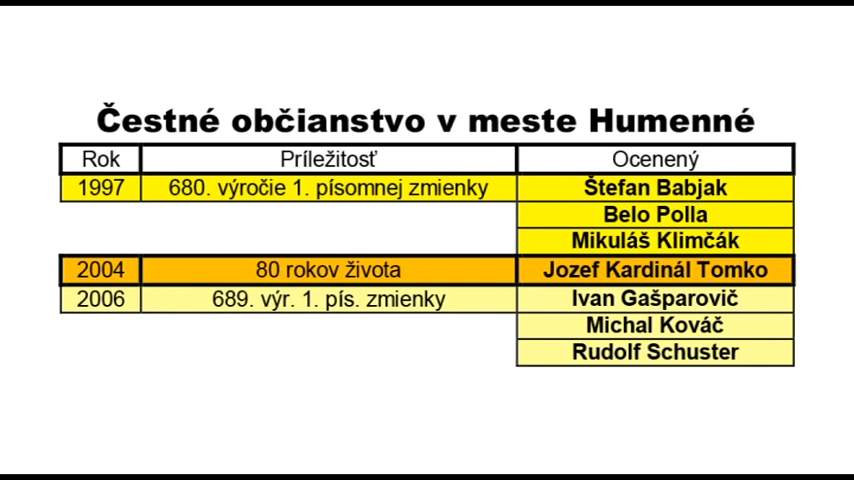 Čestné občianstvo v meste Humenné
Rok Príležitosť Ocenený
1997 680. výročie 1. písomnej zmienky Štefan Babjak
Belo Polla
Mikuláš Klimčák
2004 80 rokov života Jozef Kardinál Tomko
2006 689. výr. 1. pís. zmienky Ivan Gašparovič
Michal Kováč
Rudolf Schuster